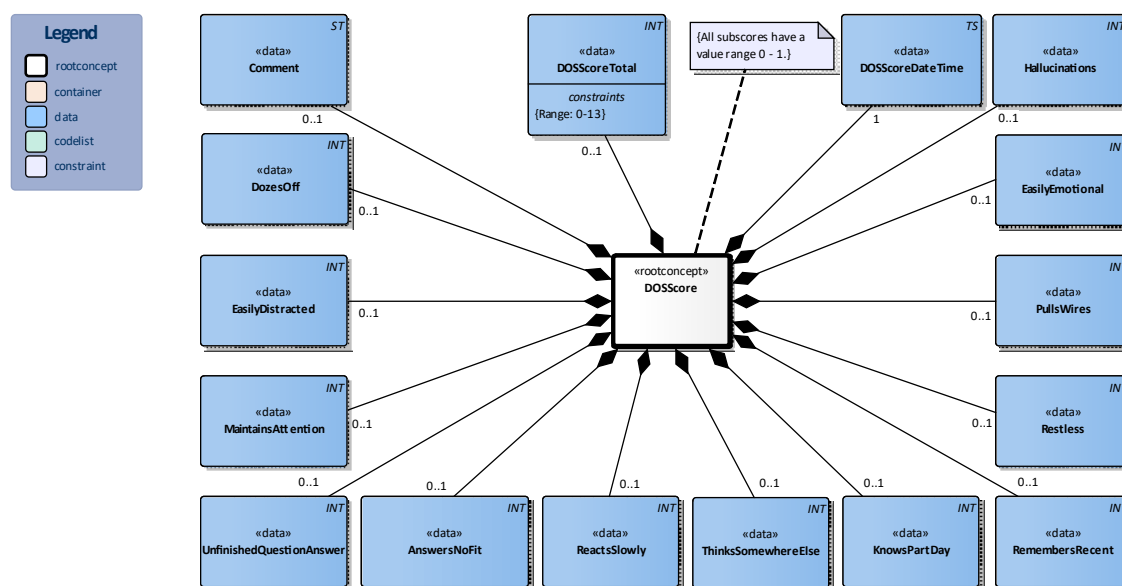 Legend
rootconcept
container
data
codelist
constraint
ST
«data»
Comment
0..1
INT
«data»
DOSScoreTotal
constraints
{Range: 0-13}
0..1
{All subscores have a
value range 0 - 1.}
TS
«data»
DOSScoreDateTime
1
INT
«data»
Hallucinations
0..1
INT
«data»
DozesOff
0..1
INT
«data»
EasilyEmotional
0..1
«rootconcept»
DOSScore
INT
«data»
EasilyDistracted
0..1
INT
«data»
PullsWires
0..1
INT
«data»
MaintainsAttention
0..1
INT
«data»
Restless
0..1
0..1
INT
«data»
UnfinishedQuestionAnswer
0..1
INT
«data»
AnswersNoFit
0..1
INT
«data»
ReactsSlowly
0..1
INT
«data»
ThinksSomewhereElse
0..1
INT
«data»
KnowsPartDay
0..1
INT
«data»
RemembersRecent